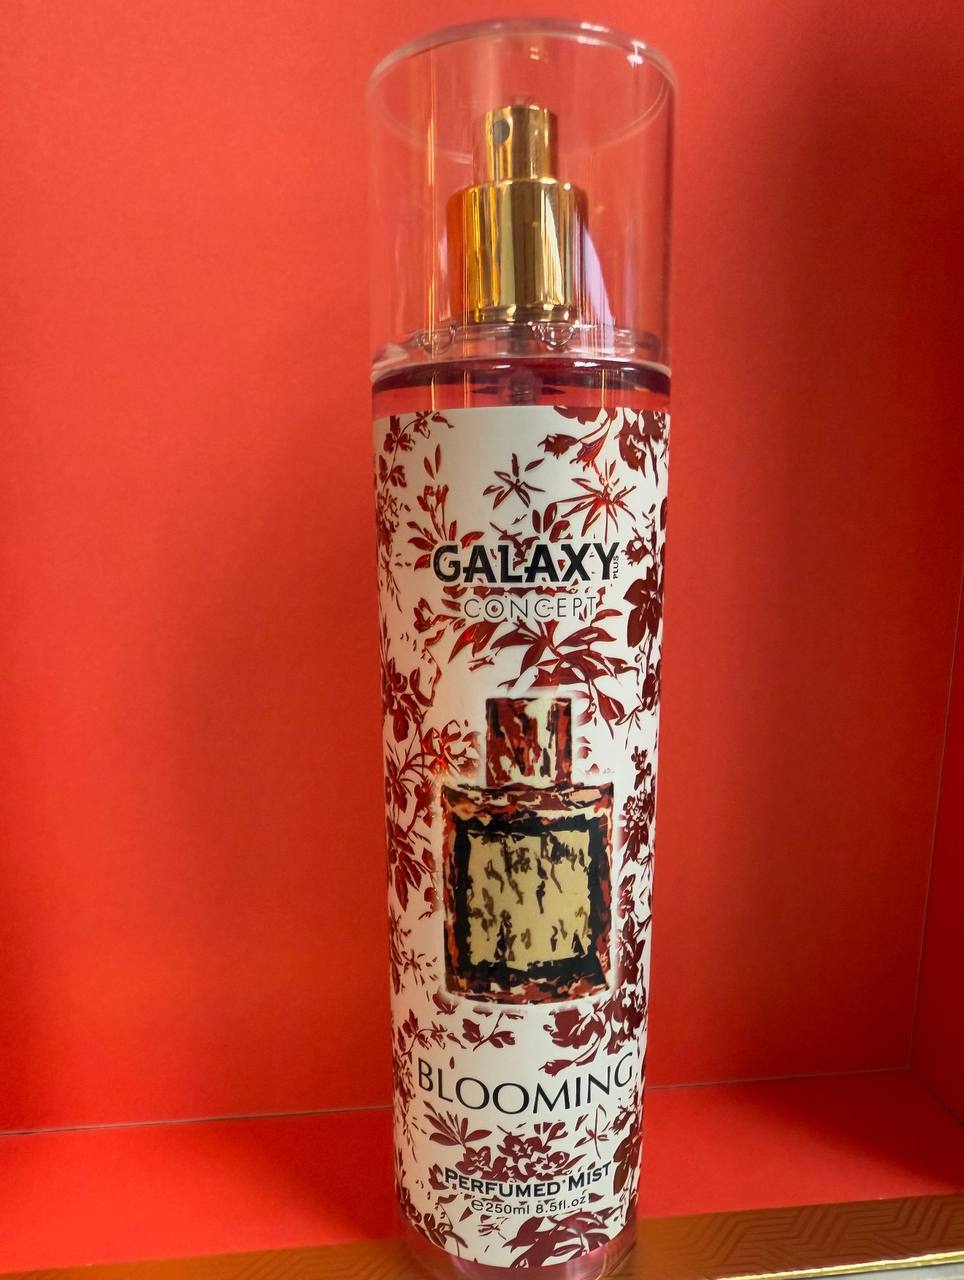 GALAXY PLUS
CONCEPT
BLOOMING
PERFUMED MIST
℮250ml 8.5fl.oz